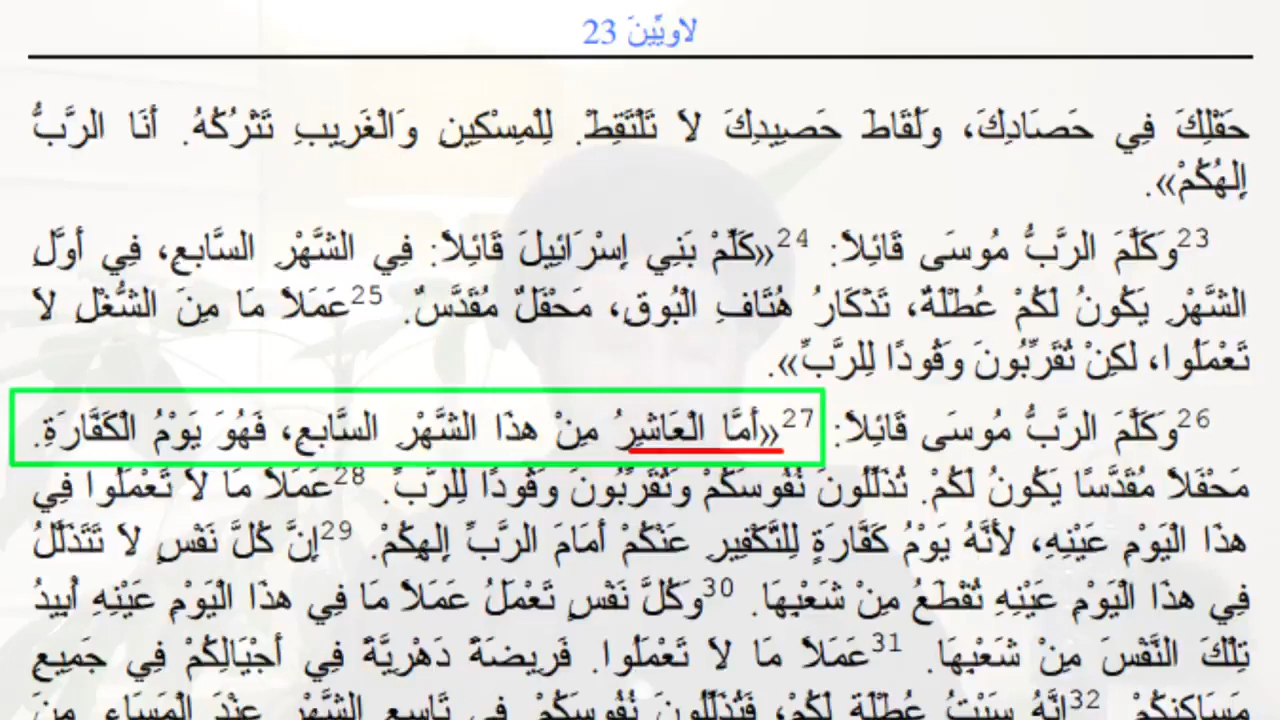 لاويِّينَ 23
حَقْلِكَ فِي حَصَادِكَ، وَلُقَاطَ حَصِيدِكَ لاَ تَلْتَقِطْ. لِلْمِسْكِينِ وَالْغَرِيبِ تَتْرُكُهُ. أَنَا الرَّبُّ
إِلهُكُمْ».
23وَكَلَّمَ الرَّبُّ مُوسَى قَائِلاً: 24«كَلِّمْ بَنِي إِسْرَائِيلَ قَائِلاً: فِي الشَّهْرِ السَّابعِ، فِي أَوَّلِ
الشَّهْرِ يَكُونُ لَكُمْ عُطْلَةٌ، تَذْكَارُ هُتَافِ الْبُوقِ، مَحْفَلٌ مُقَدَّسٌ. 25عَمَلاً مَا مِنَ الشُّغْلِ لاَ
تَعْمَلُوا، لكِنْ تُقَرِّبُونَ وَقُودًا لِلرَّبِّ».
26وَكَلَّمَ الرَّبُّ مُوسَى قَائِلاً: 27«أَمَّا الْعَاشِرُ مِنْ هذَا الشَّهْرِ السَّابعِ، فَهُوَ يَوْمُ الْكَفَّارَةِ.
مَحْفَلاً مُقَدَّسًا يَكُونُ لَكُمْ. تُذَلِّلُونَ نُفُوسَكُمْ وَتُقَرِّبُونَ وَقُودًا لِلرَّبِّ. 28عَمَلاً مَا لاَ تَعْمَلُوا فِي
هذَا الْيَوْمِ عَيْنِهِ، لأَنَّهُ يَوْمُ كَفَّارَةٍ لِلتَّكْفِيرِ عَنْكُمْ أَمَامَ الرَّبِّ إِلهِكُمْ. 29إِنَّ كُلَّ نَفْسٍ لاَ تَتَذَلَّلُ
فِي هذَا الْيَوْمِ عَيْنِهِ تُقْطَعُ مِنْ شَعْبِهَا. 30وَكُلَّ نَفْسٍ تَعْمَلُ عَمَلاً مَا فِي هذَا الْيَوْمِ عَيْنِهِ أُبِيدُ
تِلْكَ النَّفْسَ مِنْ شَعْبِهَا. 31عَمَلاً مَا لاَ تَعْمَلُوا. فَرِيضَةً دَهْرِيَّةً فِي أَجْيَالِكُمْ فِي جَمِيعِ
مَسَاكِنِكُمْ. 32إِنَّهُ سَبْتُ عُطْلَةٍ لَكُمْ، فَتُذَلِّلُونَ نُفُوسَكُمْ. فِي تَاسِعِ الشَّهْرِ عِنْدَ الْمَسَاءِ. مِنَ